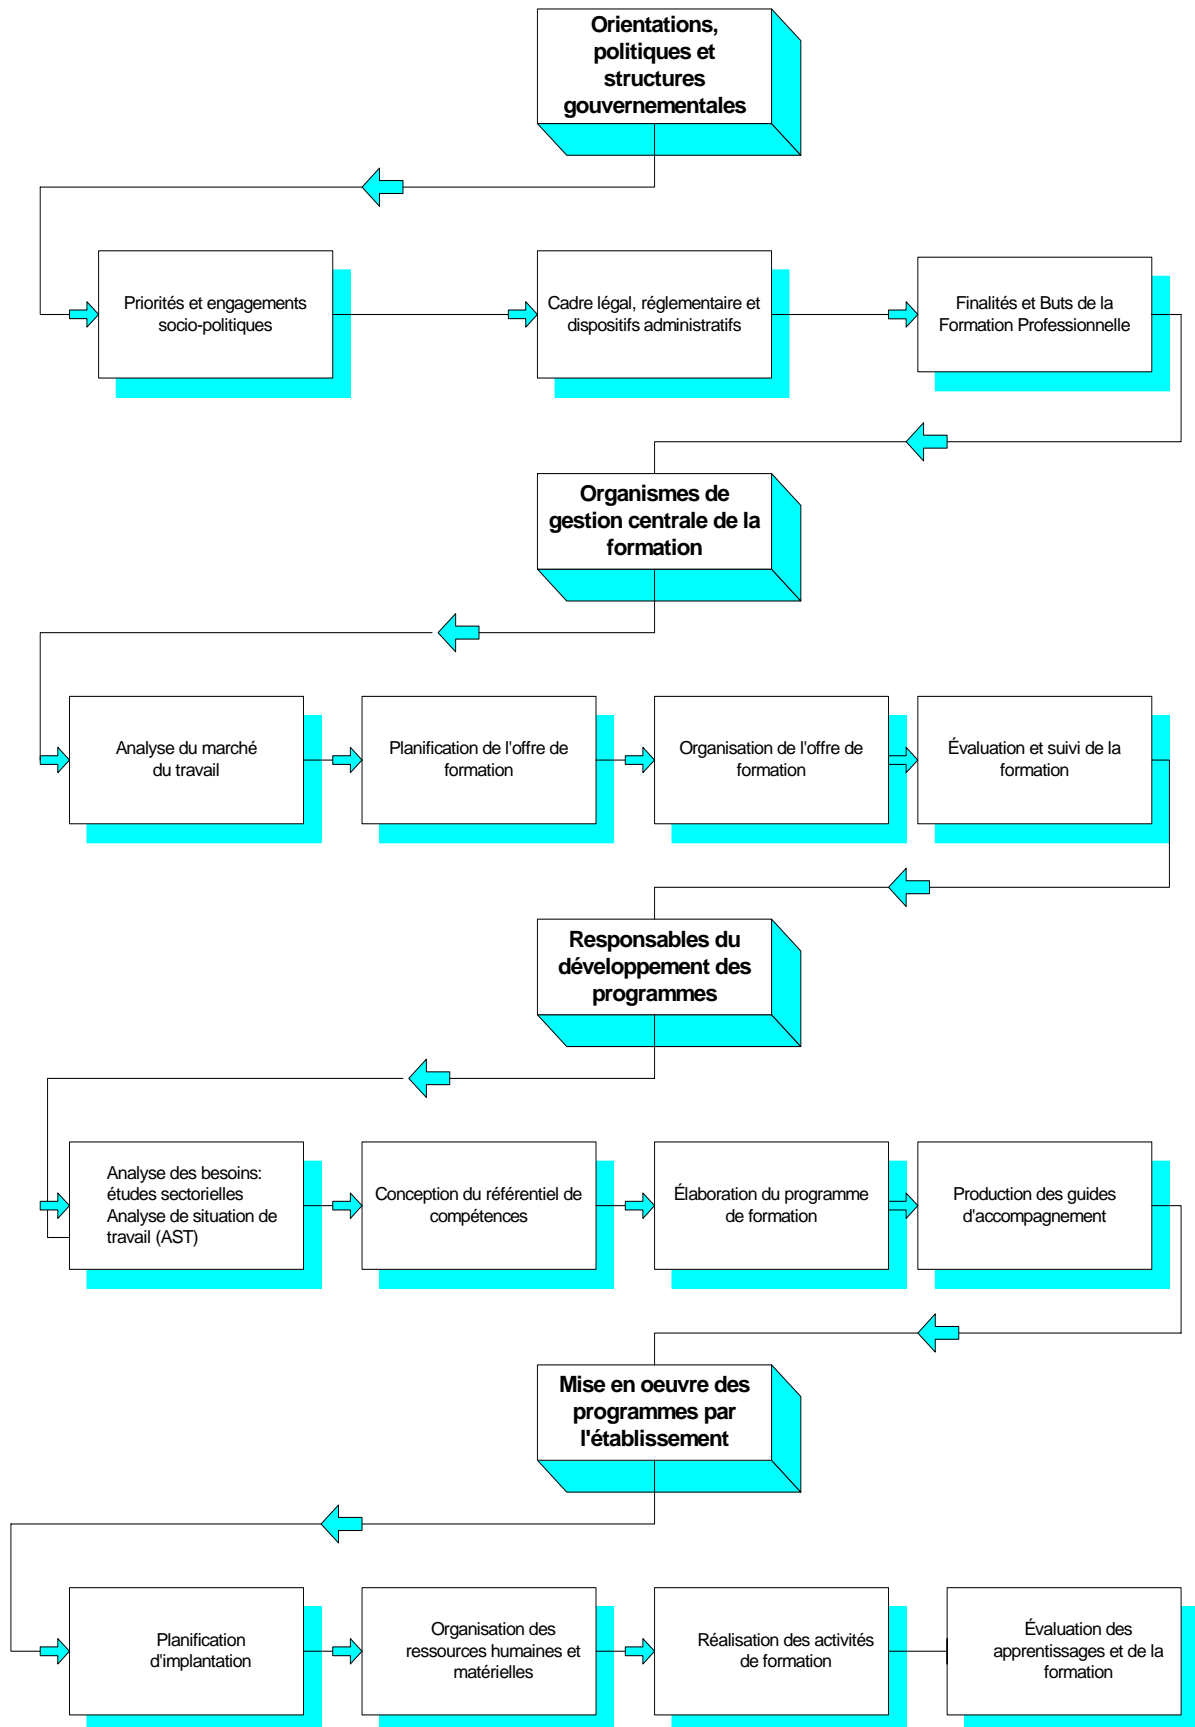 Orientations,
politiques et
structures
gouvernementales
Priorités et engagements
socio-politiques
Cadre légal, réglementaire et
dispositifs administratifs
Finalités et Buts de la
Formation Professionnelle
Organismes de
gestion centrale de la
formation
Analyse du marché
du travail
Planification de l'offre de
formation
Organisation de l'offre de
formation
Évaluation et suivi de la
formation
Responsables du
développement des
programmes
Analyse des besoins:
études sectorielles
Analyse de situation de
travail (AST)
Conception du référentiel de
compétences
Élaboration du programme
de formation
Production des guides
d'accompagnement
Mise en oeuvre des
programmes par
l'établissement
Planification
d'implantation
Organisation des
ressources humaines et
matérielles
Réalisation des activités
de formation
Évaluation des
apprentissages et de la
formation